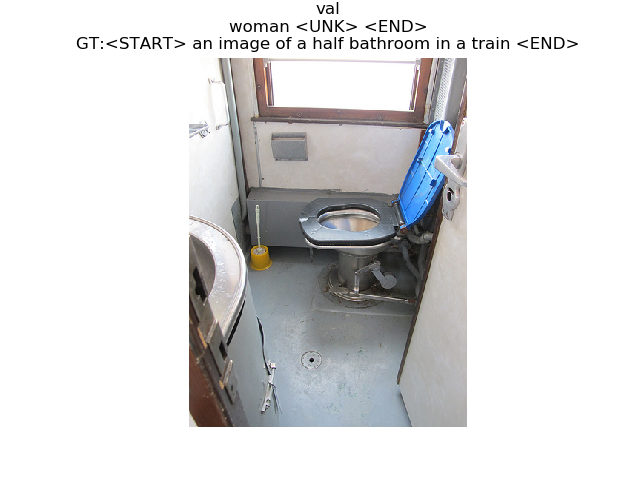 val
woman <UNK> <END>
GT:<START> an image of a half bathroom in a train <END>